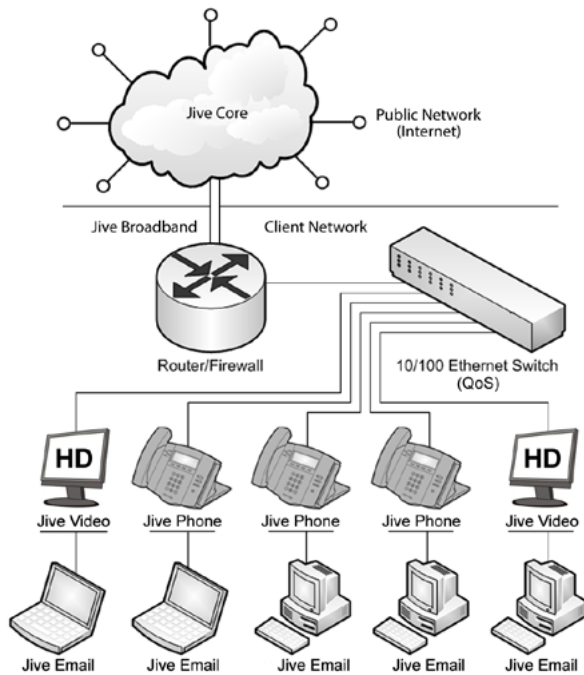 Jive Core
Public Network
(Internet)
Jive Broadband
Client Network
Router/Firewall
10/100 Ethernet Switch
(QoS)
HD
HD
Jive Video
Jive Phone
Jive Phone
Jive Phone
Jive Video
Jive Email
Jive Email
Jive Email
Jive Email
Jive Email